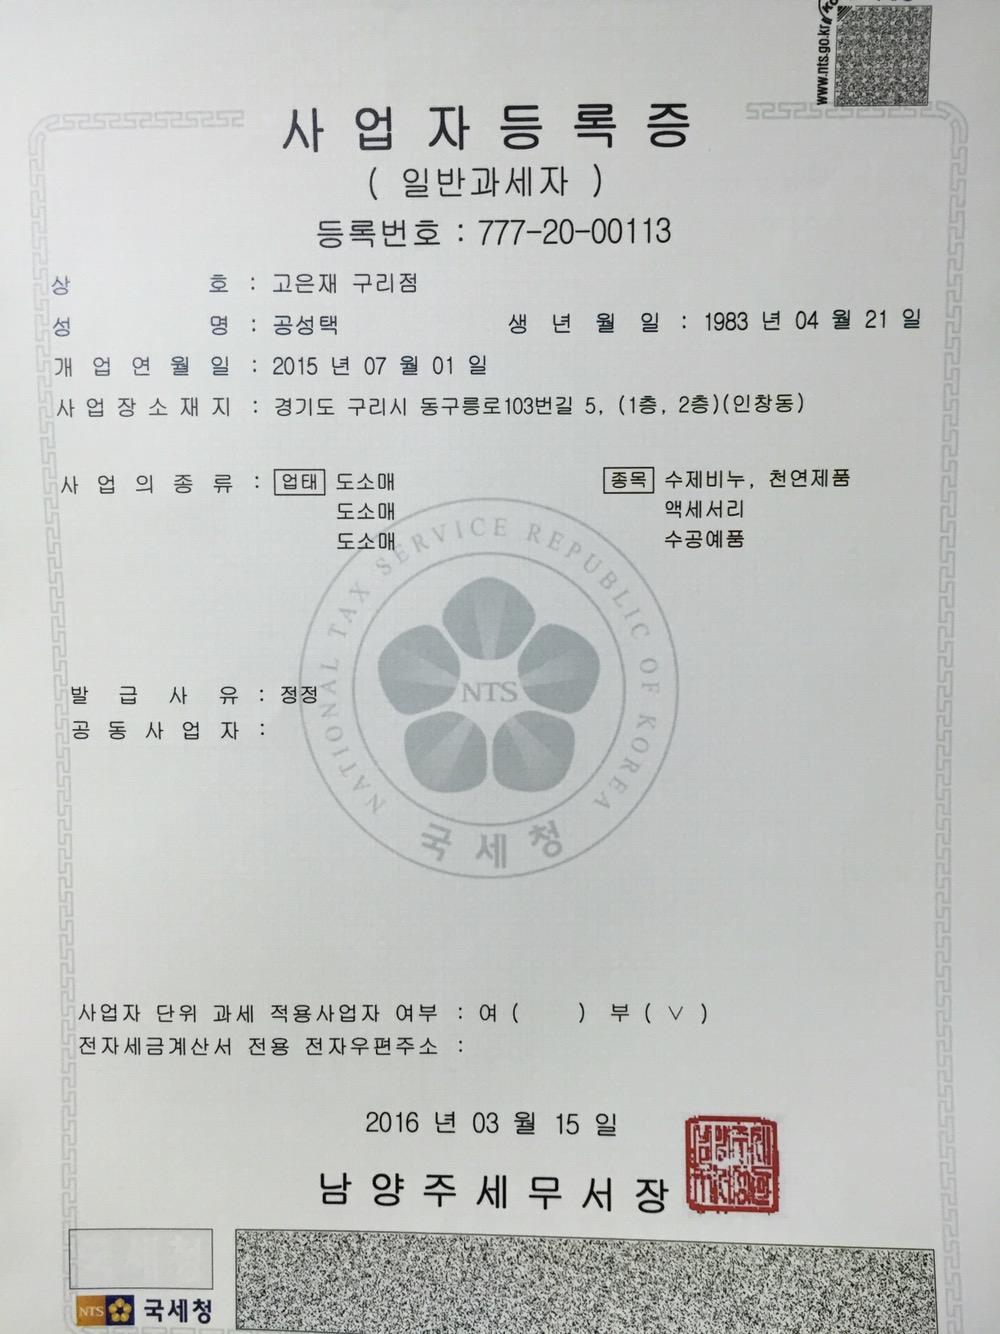 www.nts.go.kr
사업자등록증
( 일반과세자 )
등록번호 : 777-20-00113
상 호 : 고은재 구리점
성 명 : 공성택 생 년 월 일 : 1983 년 04 월 21 일
개 업 연 월 일 : 2015 년 07 월 01 일
사 업 장 소 재 지 : 경기도 구리시 동구릉로103번길 5, (1층, 2층)(인창동)
사 업 의 종 류 : 업태 도소매 종목 수제비누, 천연제품
도소매 액세서리
도소매 수공예품
NATIONAL TAX SERVICE REPUBLIC OF KOREA
NTS
국세청
발 급 사 유 : 정정
공 동 사 업 자 :
사업자 단위 과세 적용사업자 여부 : 여 ( ) 부 ( ∨ )
전자세금계산서 전용 전자우편주소 :
2016 년 03 월 15 일
남양주세무서장
국세청
NTS 국세청